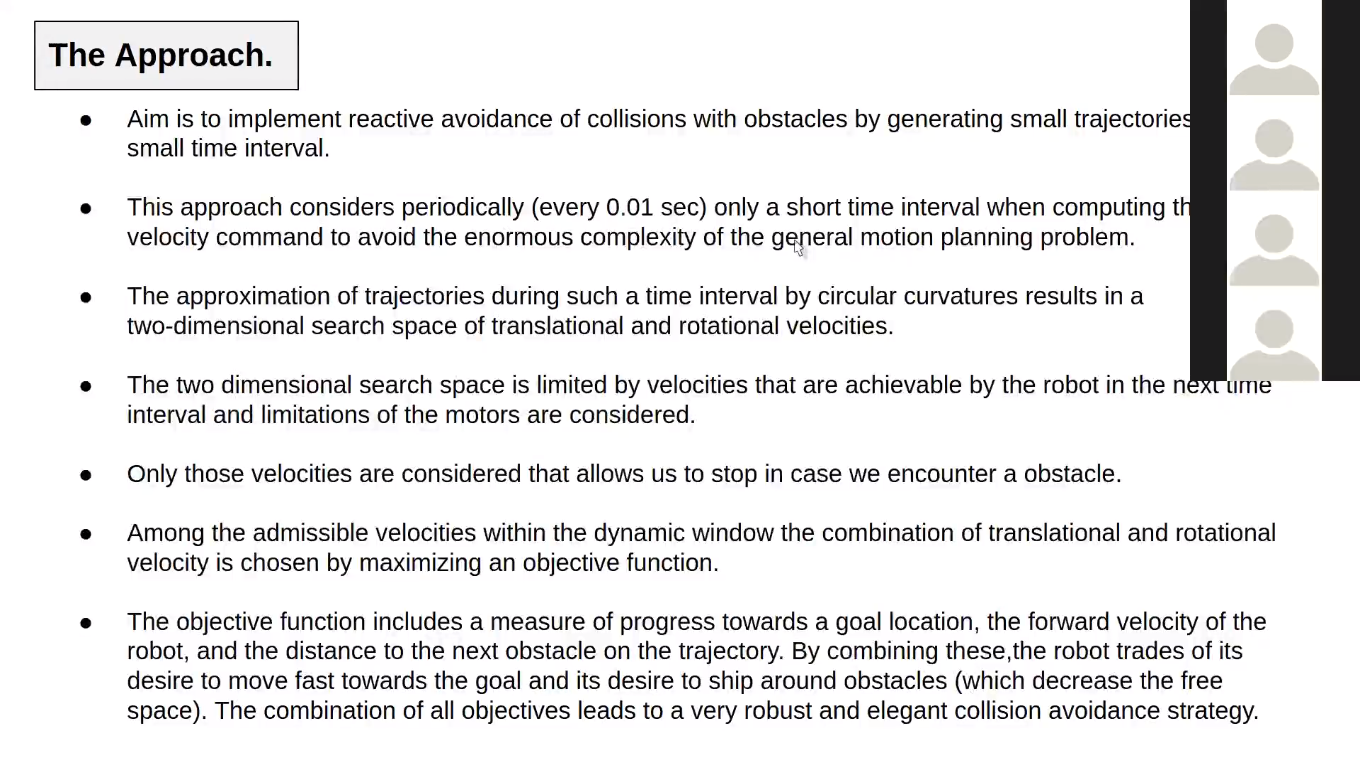 The Approach.
● Aim is to implement reactive avoidance of collisions with obstacles by generating small trajectories
small time interval.
● This approach considers periodically (every 0.01 sec) only a short time interval when computing
velocity command to avoid the enormous complexity of the general motion planning problem.
● The approximation of trajectories during such a time interval by circular curvatures results in a
two-dimensional search space of translational and rotational velocities.
● The two dimensional search space is limited by velocities that are achievable by the robot in the next time
interval and limitations of the motors are considered.
● Only those velocities are considered that allows us to stop in case we encounter a obstacle.
● Among the admissible velocities within the dynamic window the combination of translational and rotational
velocity is chosen by maximizing an objective function.
● The objective function includes a measure of progress towards a goal location, the forward velocity of the
robot, and the distance to the next obstacle on the trajectory. By combining these,the robot trades of its
desire to move fast towards the goal and its desire to ship around obstacles (which decrease the free
space). The combination of all objectives leads to a very robust and elegant collision avoidance strategy.